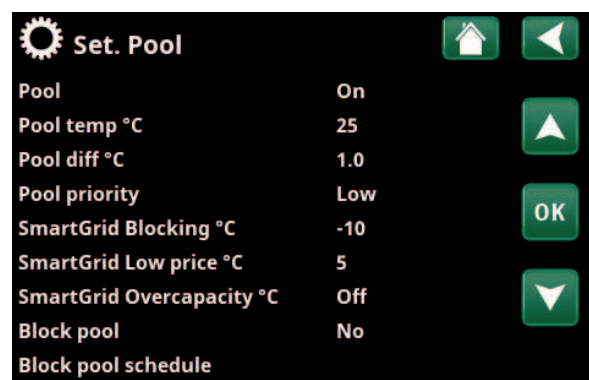 Set. Pool
Pool On
Pool temp °C 25
Pool diff °C 1.0
Pool priority Low
OK
SmartGrid Blocking °C -10
SmartGrid Low price °C 5
SmartGrid Overcapacity °C Off
Block pool No
Block pool schedule